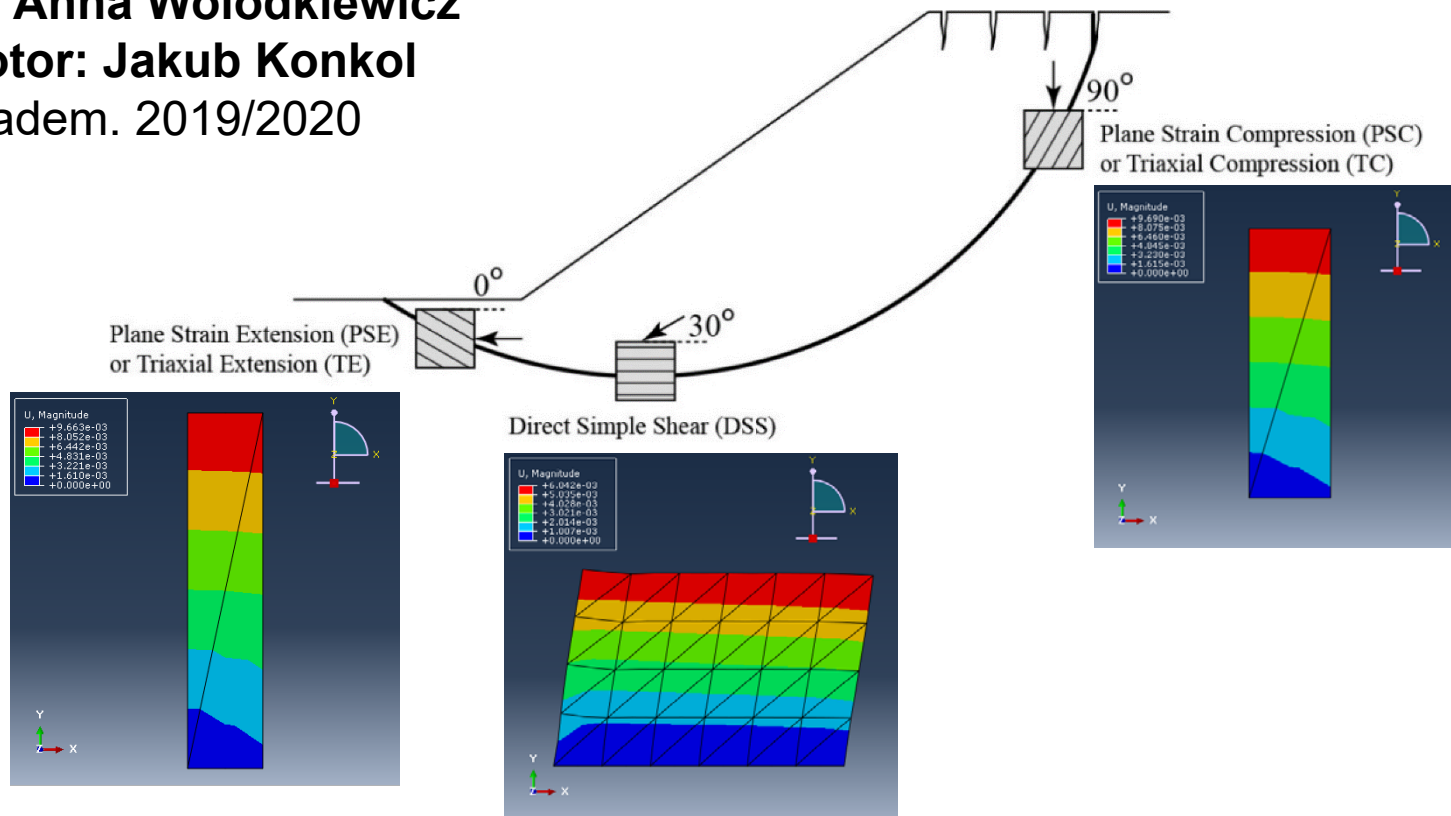 Anna Wołodkiewicz
otor: Jakub Konkol
adem. 2019/2020
90°
Plane Strain Compression (PSC)
or Triaxial Compression (TC)
U, Magnitude
+9.690e-03
+8.075e-03
+6.460e-03
+4.845e-03
+3.230e-03
+1.615e-03
+0.000e+00
Y
X
Z
Y
Z
X
0°
Plane Strain Extension (PSE)
or Triaxial Extension (TE)
30°
Direct Simple Shear (DSS)
U, Magnitude
+9.663e-03
+8.052e-03
+6.442e-03
+4.831e-03
+3.221e-03
+1.610e-03
+0.000e+00
Y
X
Z
Y
Z
X
U, Magnitude
+6.042e-03
+5.035e-03
+4.028e-03
+3.021e-03
+2.014e-03
+1.007e-03
+0.000e+00
Y
X
Z
Y
Z
X